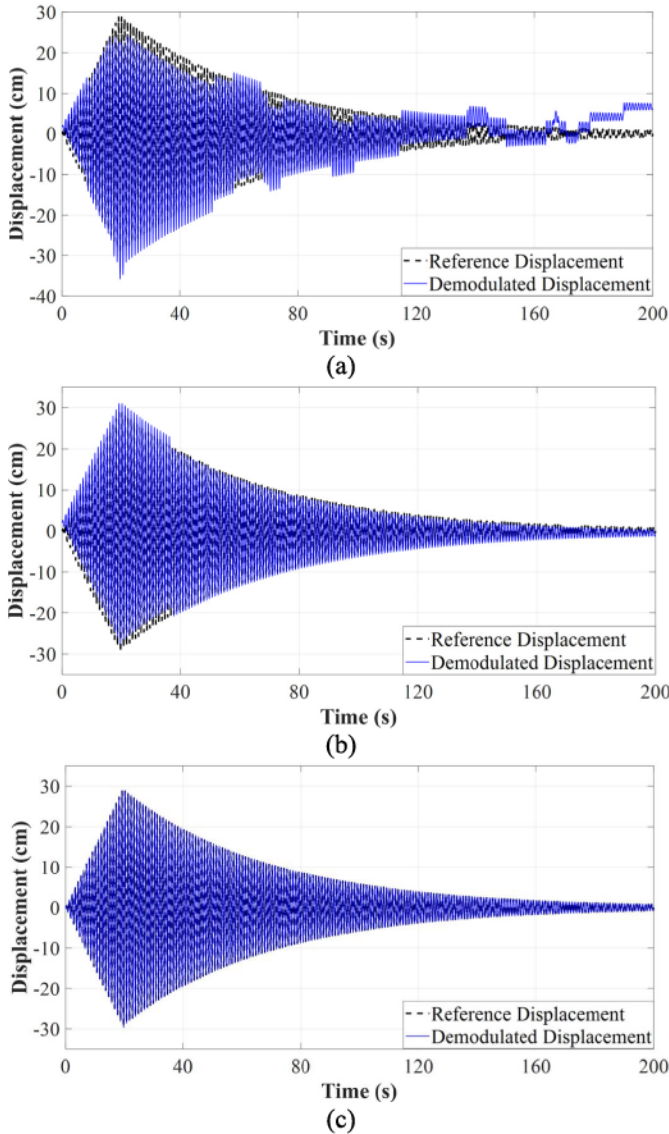 30
20
10
0
-10
-20
-30
-40
Displacement (cm)
Reference Displacement
Demodulated Displacement
0 40 80 120 160 200
Time (s)
(a)
30
20
10
0
-10
-20
-30
Displacement (cm)
Reference Displacement
Demodulated Displacement
0 40 80 120 160 200
Time (s)
(b)
30
20
10
0
-10
-20
-30
Displacement (cm)
Reference Displacement
Demodulated Displacement
0 40 80 120 160 200
Time (s)
(c)